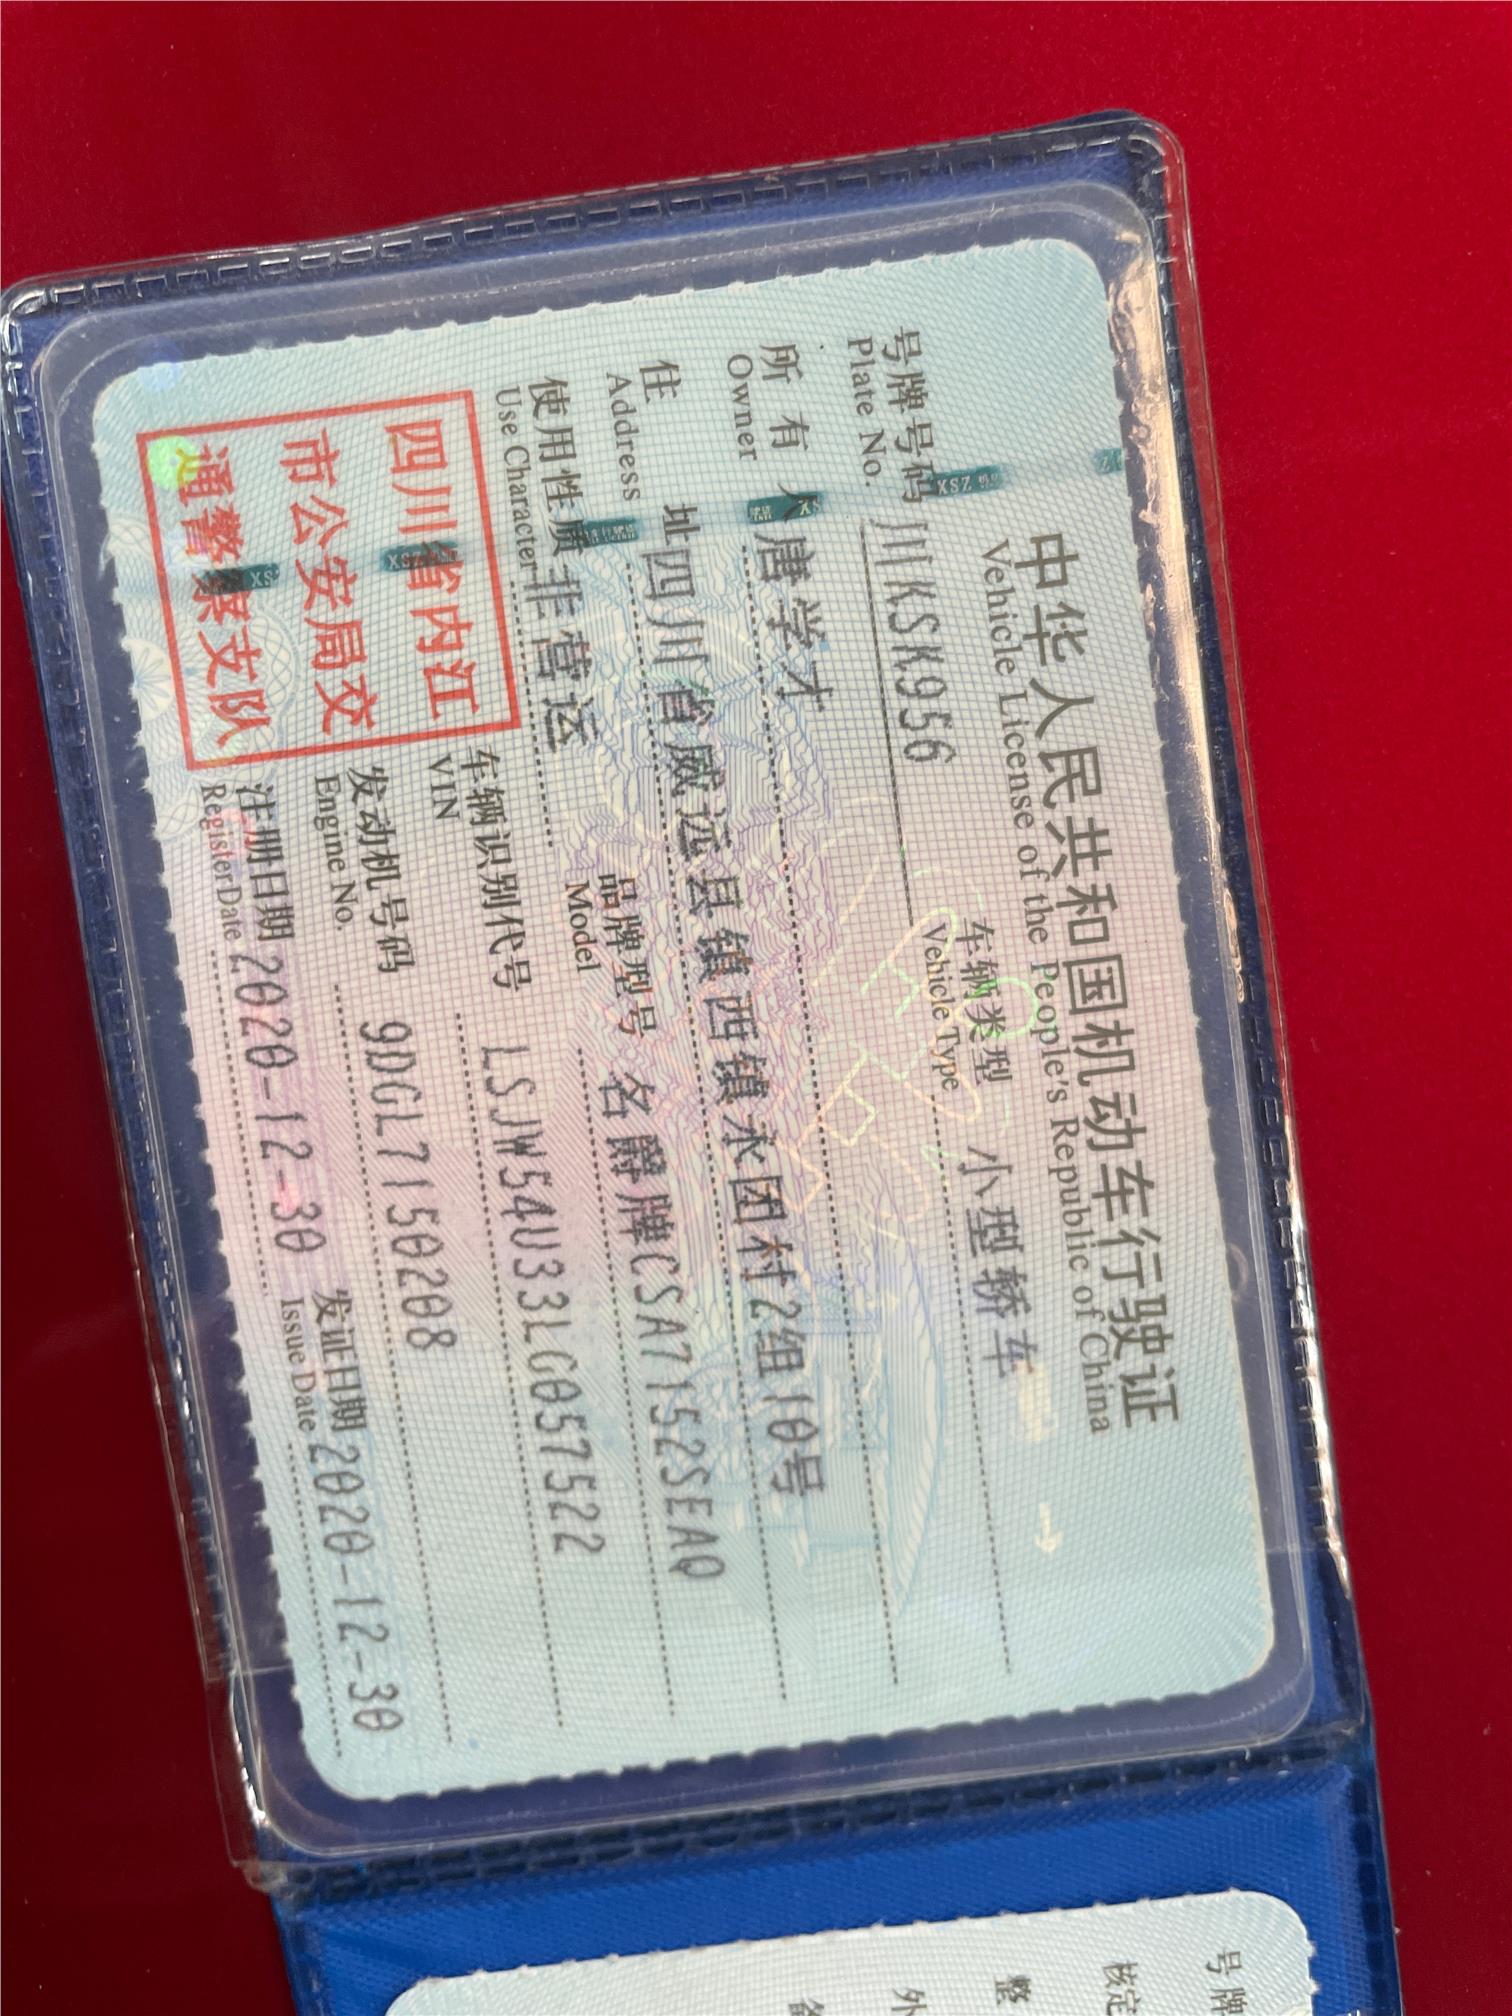 中华人民共和国机动车行驶证
Vehicle License of the People's Republic of China
号牌号码 川KSK956 车辆类型 小型轿车
Plate No. Vehicle Type
所有人 唐学才
Owner
住址 四川省威远县镇西镇永团村2组10号
Address
使用性质 非营运 品牌型号 名爵牌CSA7152SEAQ
Use Character Model
四川省内江
市公安局交
通警察支队
车辆识别代号 LSJW54U33LG057522
VIN
发动机号码 9DGL7150208
Engine No.
注册日期 2020-12-30 发证日期 2020-12-30
Register Date Issue Date
号牌
核定
整
外